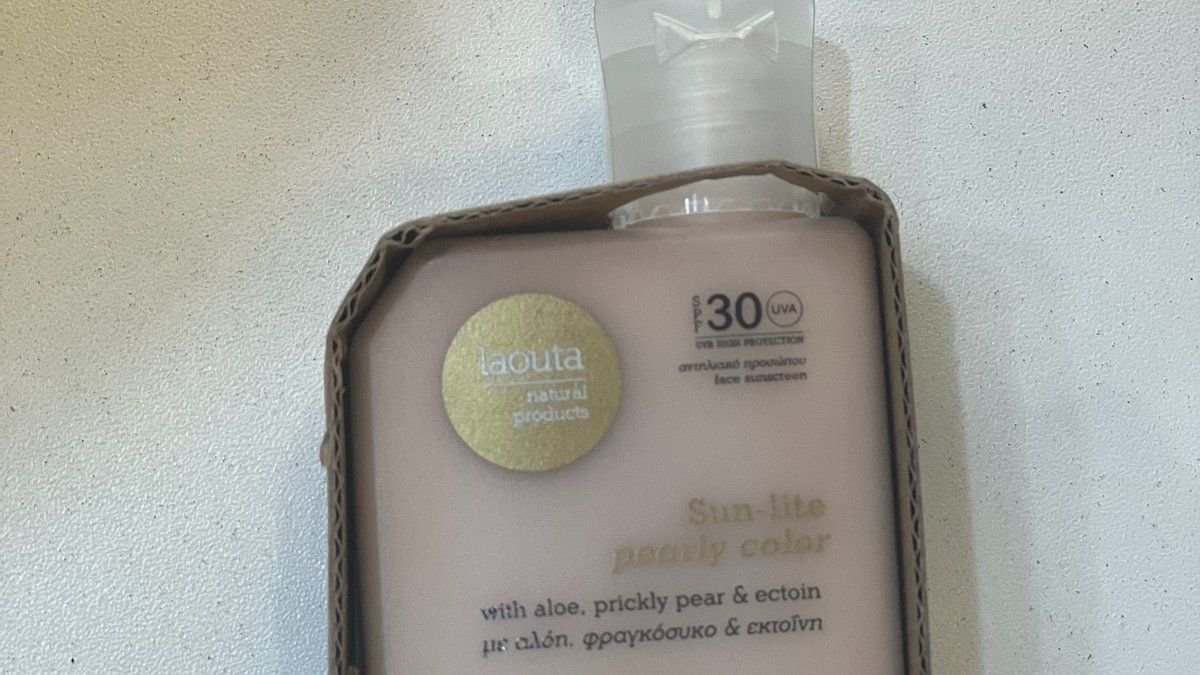 laouta
natural
products
SPF 30 UVA
UVB HIGH PROTECTION
αντηλιακό προσώπου
face sunscreen
Sun-lite
pearly color
with aloe, prickly pear & ectoin
με αλόη, φραγκόσυκο & εκτοΐνη